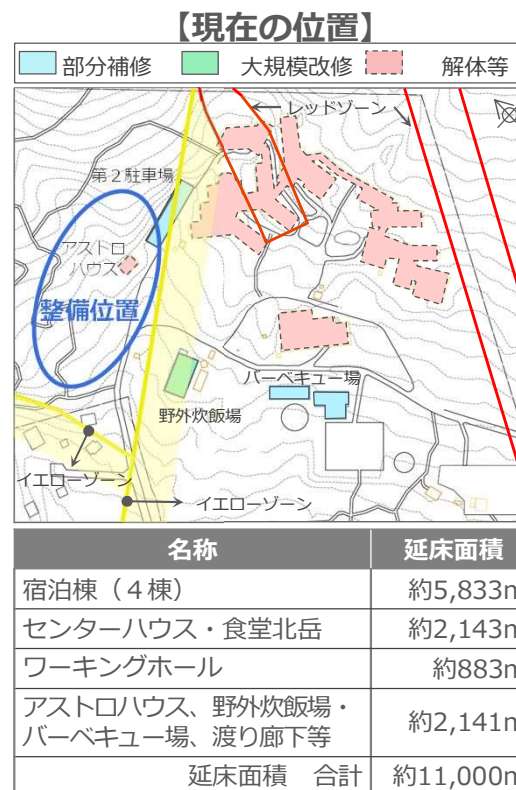 【現在の位置】
部分補修 大規模改修 解体等
レッドゾーン
第２駐車場
アストロ
ハウス
整備位置
バーベキュー場
野外炊飯場
イエローゾーン
イエローゾーン
名称 延床面積
宿泊棟（４棟） 約5,833m
センターハウス・食堂北岳 約2,143m
ワーキングホール 約883m
アストロハウス、野外炊飯場・
バーベキュー場、渡り廊下等 約2,141m
延床面積 合計 約11,000m